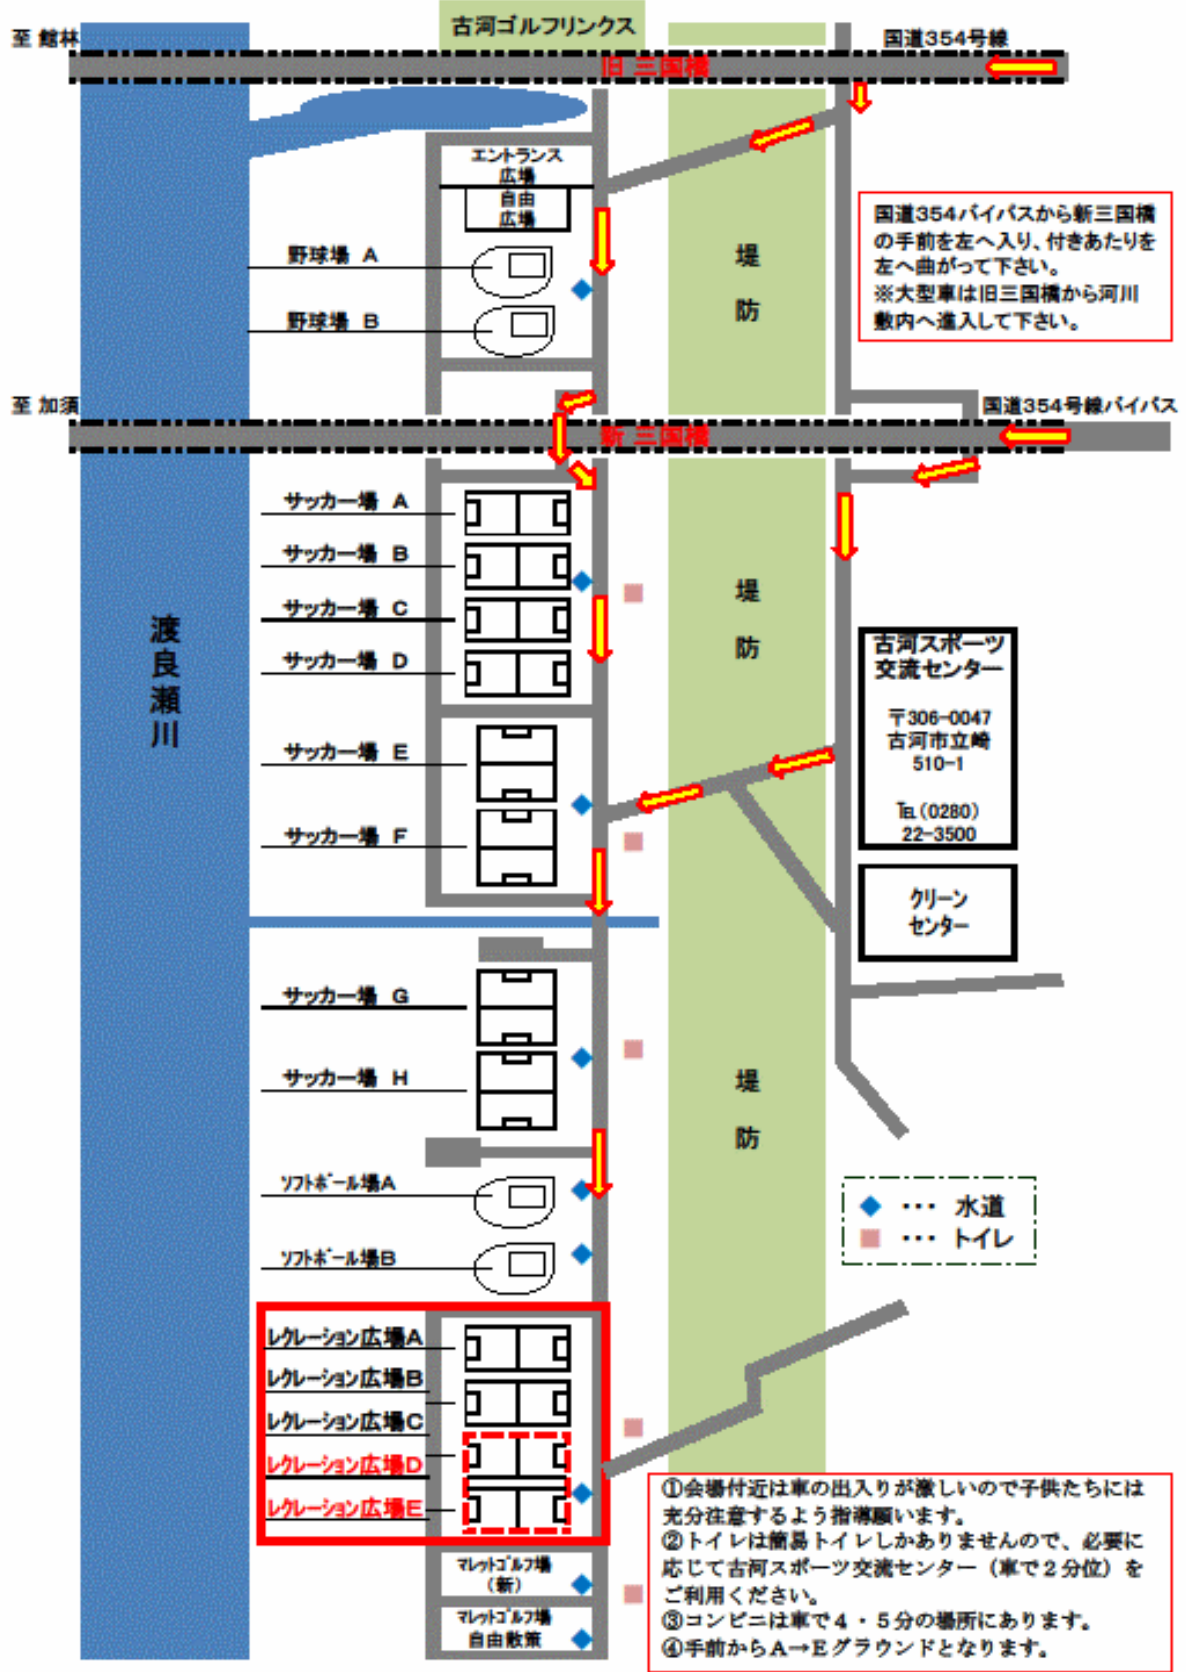 古河ゴルフリンクス
至 館林
国道354号線
旧 三国橋
エントランス
広場
自由
広場
国道354バイパスから新三国橋
の手前を左へ入り、付きあたりを
左へ曲がって下さい。
※大型車は旧三国橋から河川
敷内へ進入して下さい。
野球場 A
野球場 B
堤
防
至 加須
国道354号線バイパス
新 三国橋
サッカー場 A
サッカー場 B
サッカー場 C
サッカー場 D
堤
防
渡
良
瀬
川
古河スポーツ
交流センター
〒306-0047
古河市立崎
510-1
℡(0280)
22-3500
サッカー場 E
サッカー場 F
クリーン
センター
サッカー場 G
サッカー場 H
堤
防
ソフトボール場A
ソフトボール場B
◆ ・・・ 水道
■ ・・・ トイレ
レクレーション広場A
レクレーション広場B
レクレーション広場C
レクレーション広場D
レクレーション広場E
マレットゴルフ場
(新)
マレットゴルフ場
自由散策
①会場付近は車の出入りが激しいので子供たちには
充分注意するよう指導願います。
②トイレは簡易トイレしかありませんので、必要に
応じて古河スポーツ交流センター（車で2分位）を
ご利用ください。
③コンビニは車で4・5分の場所にあります。
④手前からA→Eグラウンドとなります。